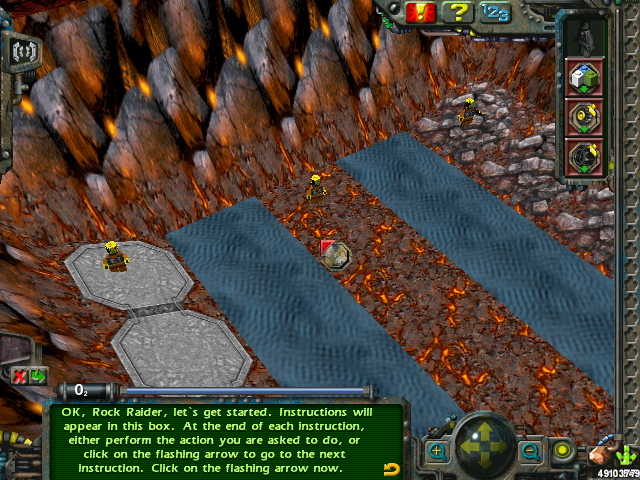 ! ? 123
O2
OK, Rock Raider, let`s get started. Instructions will
appear in this box. At the end of each instruction,
either perform the action you are asked to do, or
click on the flashing arrow to go to the next
instruction. Click on the flashing arrow now.